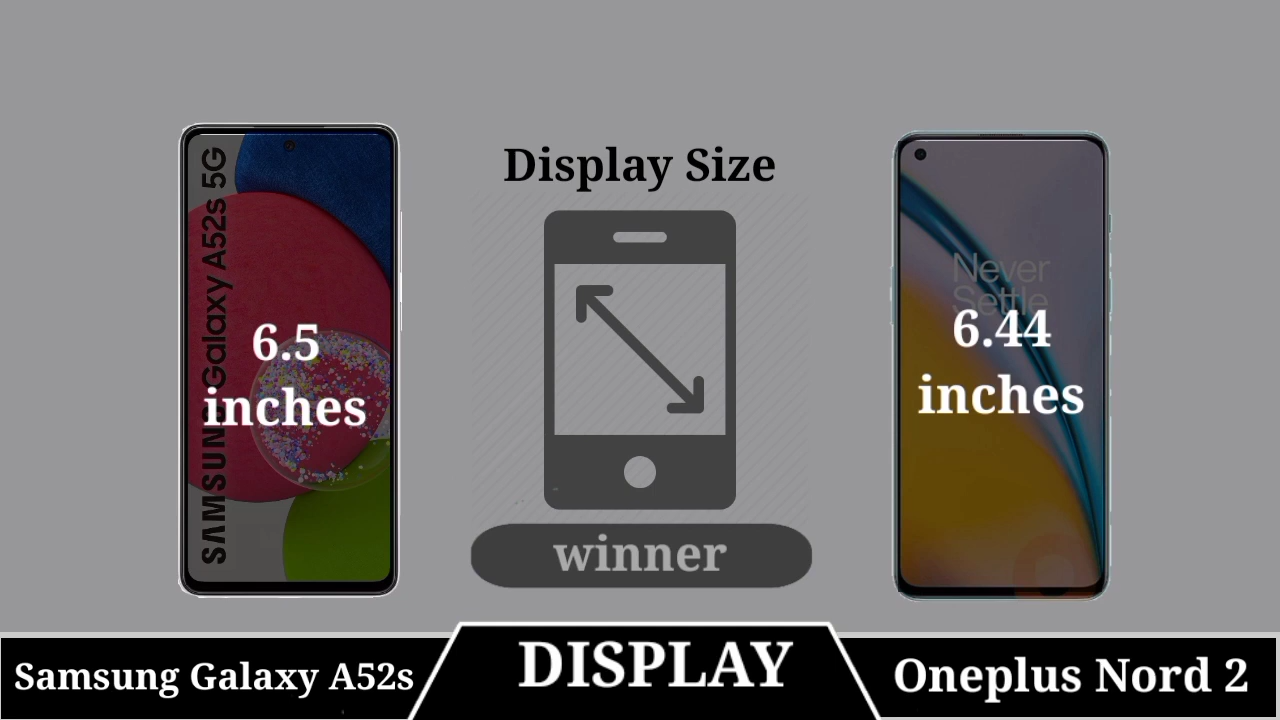 Display Size
SAMSUNG Galaxy A52s 5G
6.5
inches
Never
Settle
6.44
inches
winner
Samsung Galaxy A52s
DISPLAY
Oneplus Nord 2